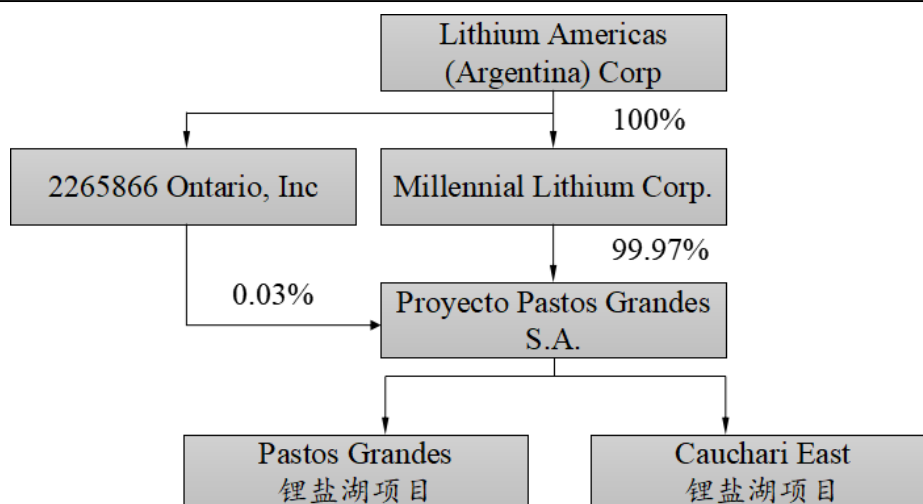 Lithium Americas
(Argentina) Corp
100%
2265866 Ontario, Inc
Millennial Lithium Corp.
99.97%
0.03%
Proyecto Pastos Grandes
S.A.
Pastos Grandes
锂盐湖项目
Cauchari East
锂盐湖项目